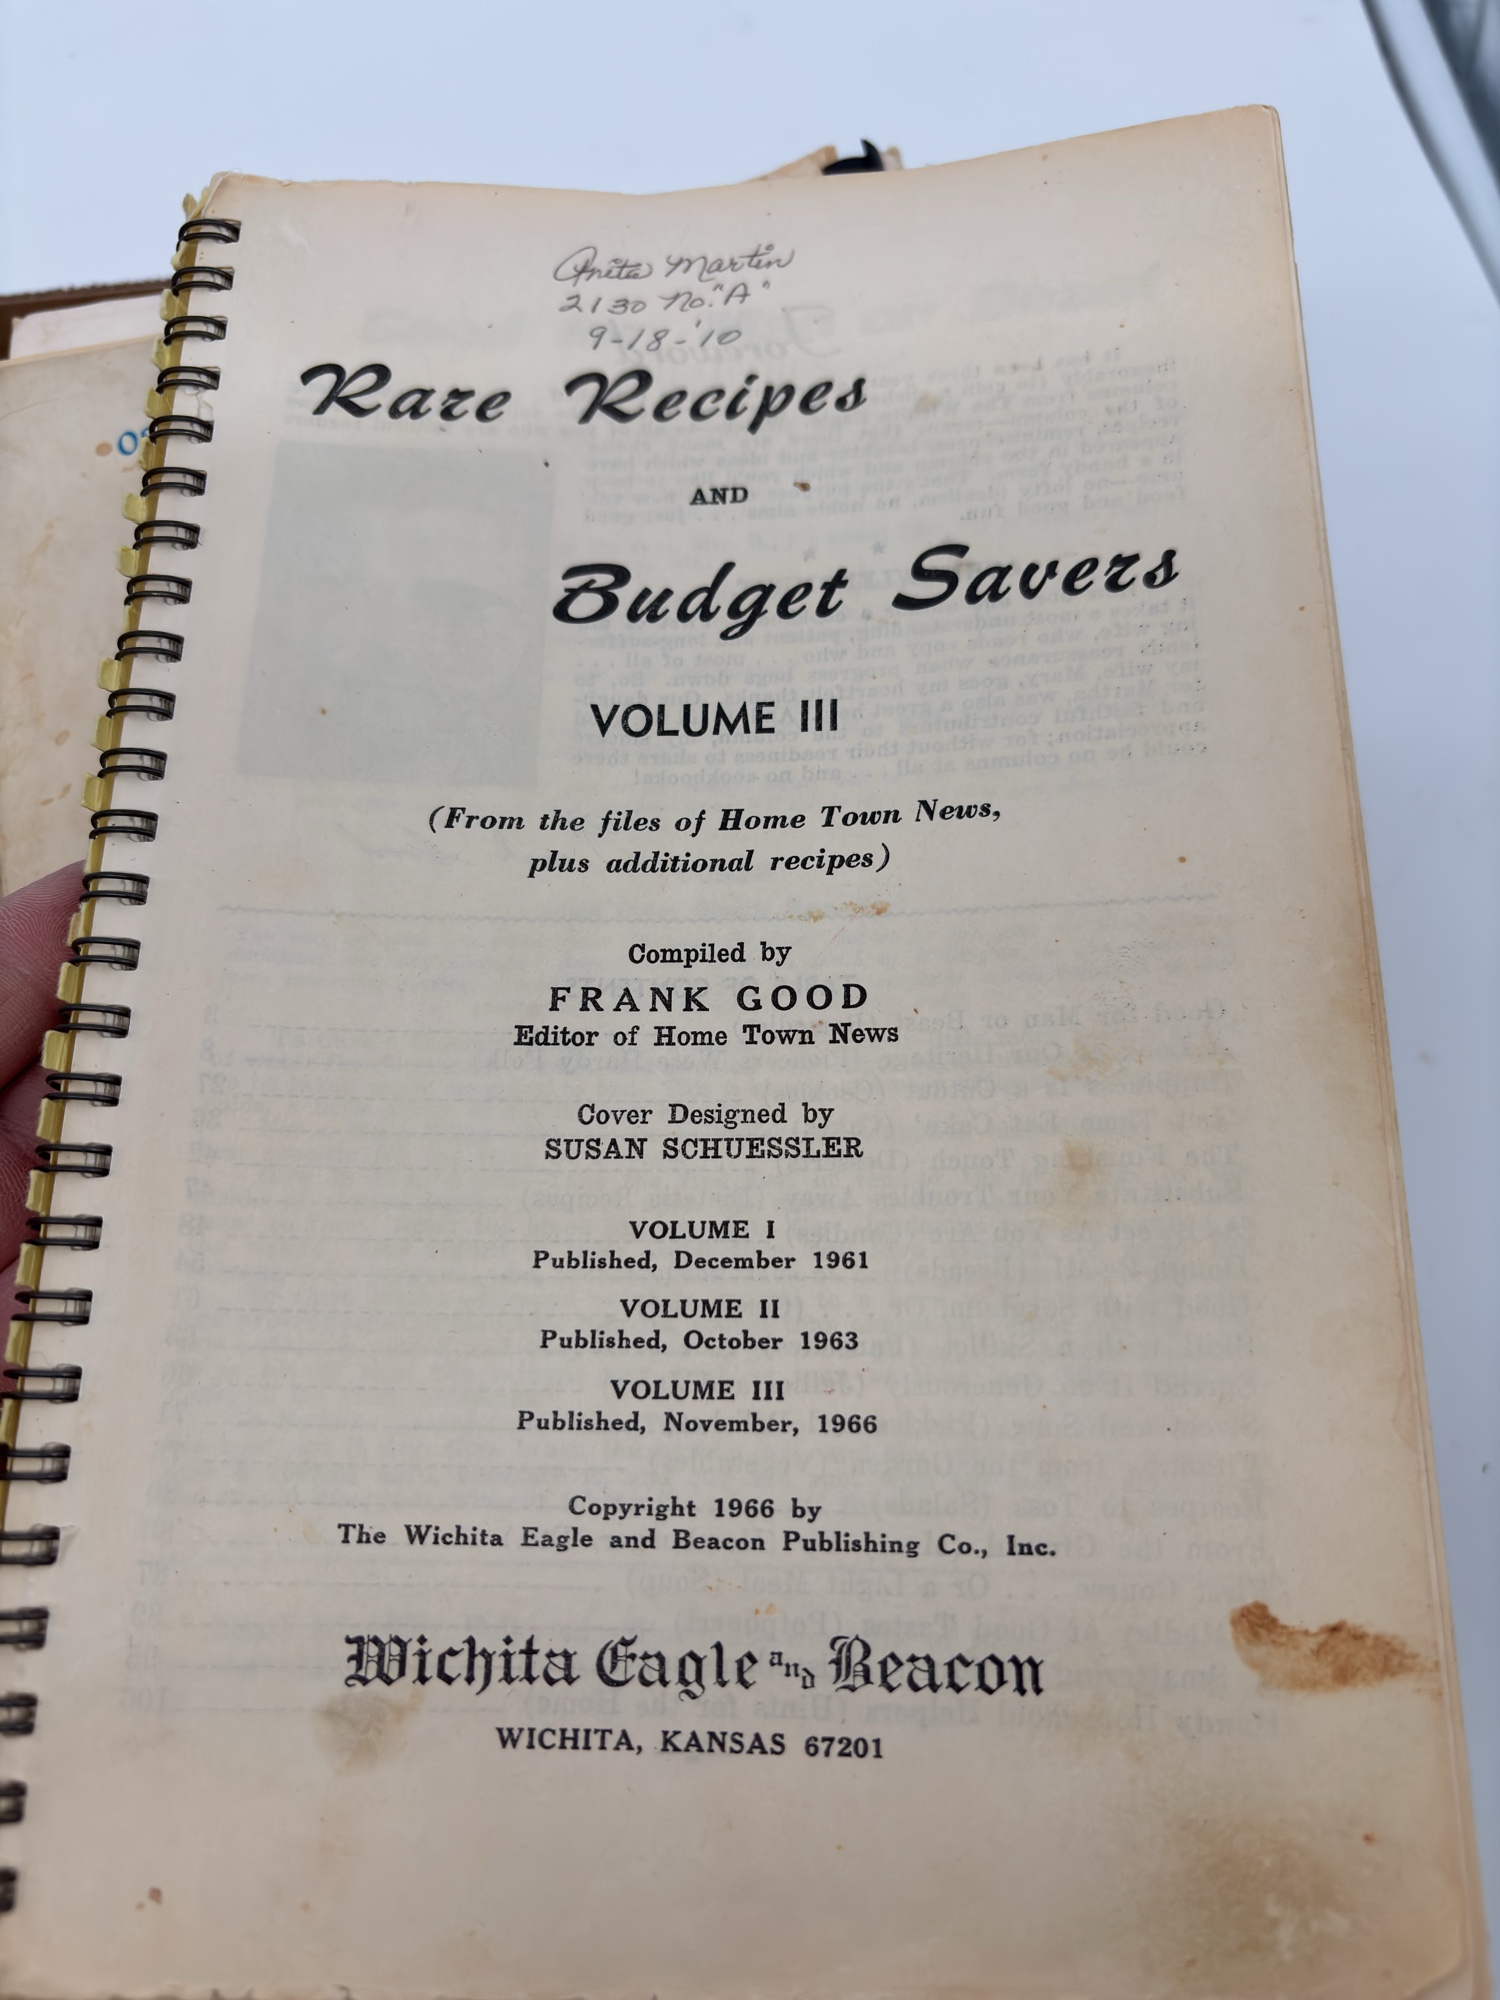 Anita Martin
2130 No. "A"
9-18-'10
Rare Recipes
AND
Budget Savers
VOLUME III
(From the files of Home Town News,
plus additional recipes)
Compiled by
FRANK GOOD
Editor of Home Town News
Cover Designed by
SUSAN SCHUESSLER
VOLUME I
Published, December 1961
VOLUME II
Published, October 1963
VOLUME III
Published, November, 1966
Copyright 1966 by
The Wichita Eagle and Beacon Publishing Co., Inc.
Wichita Eagle and Beacon
WICHITA, KANSAS 67201